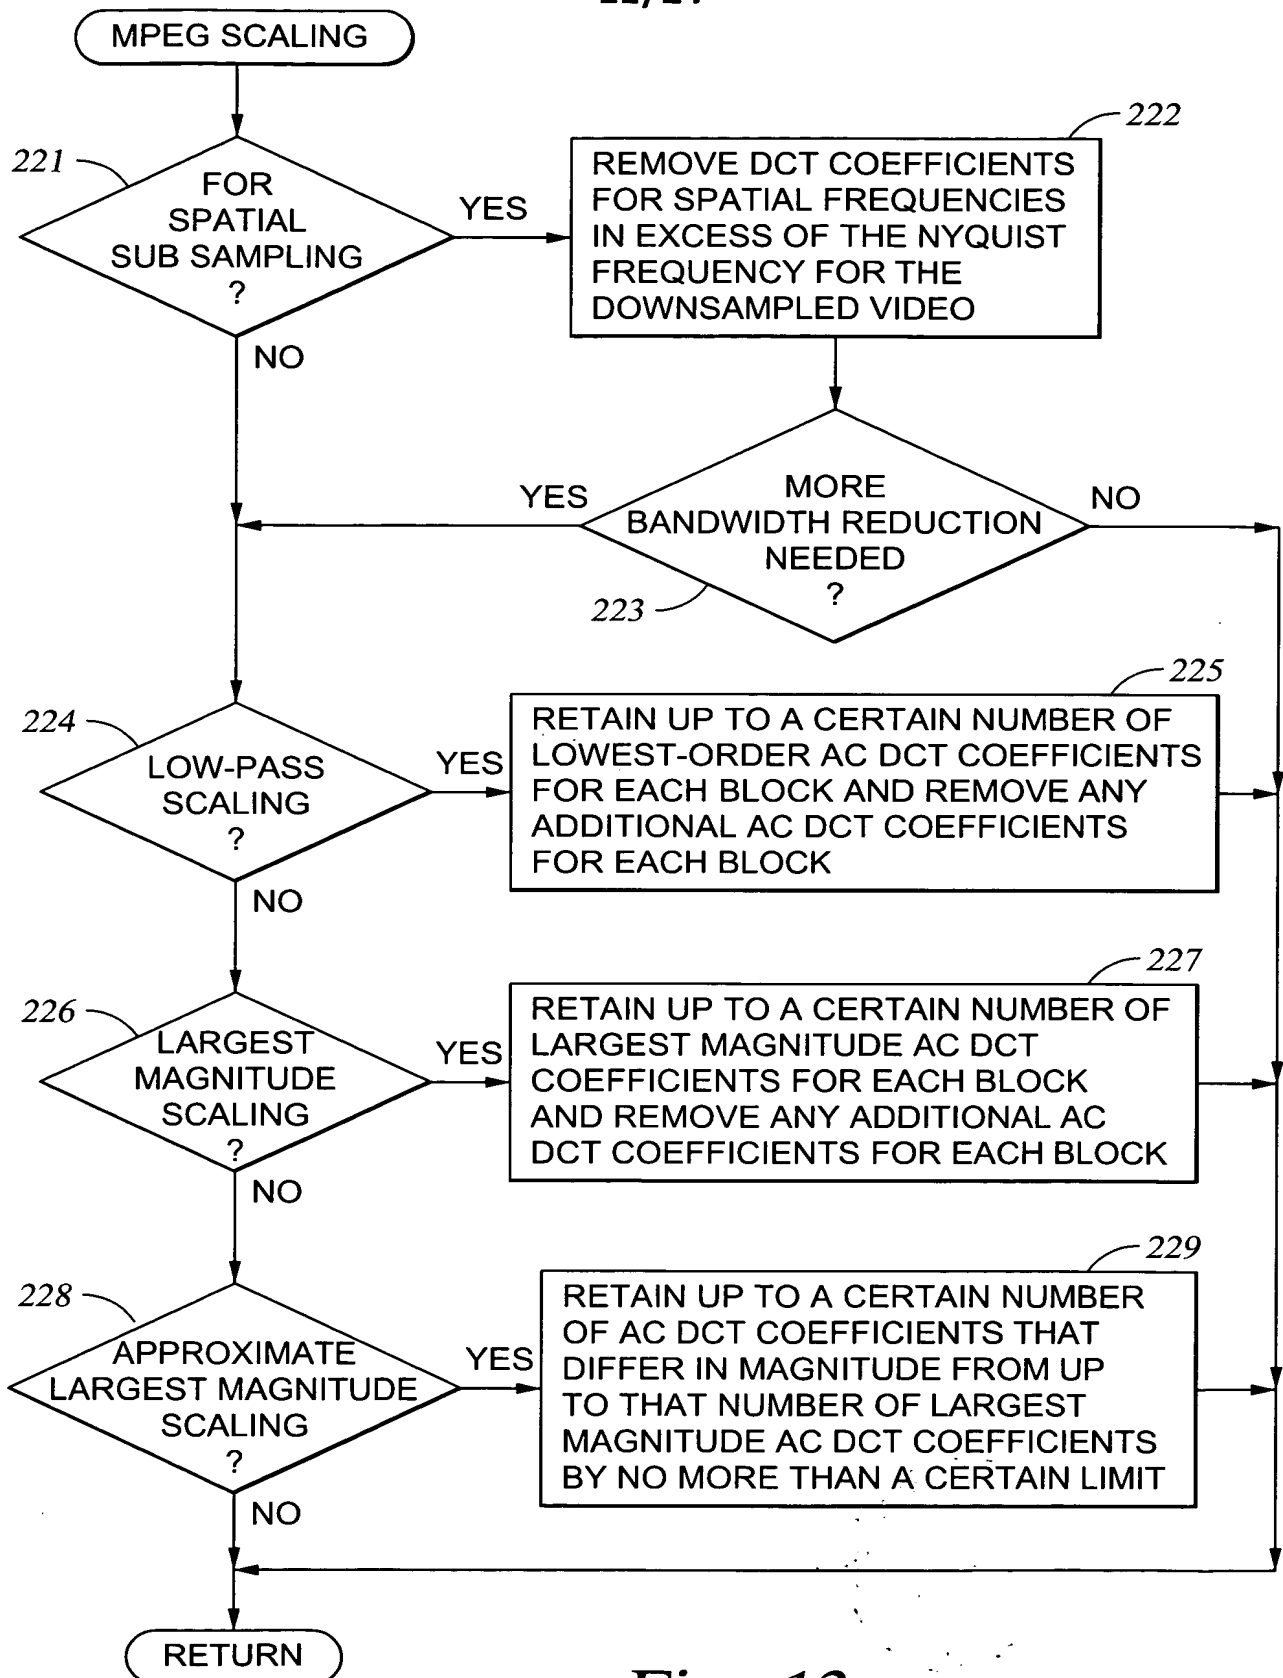 MPEG SCALING
221
FOR
SPATIAL
SUB SAMPLING
?
YES
NO
222
REMOVE DCT COEFFICIENTS
FOR SPATIAL FREQUENCIES
IN EXCESS OF THE NYQUIST
FREQUENCY FOR THE
DOWNSAMPLED VIDEO
YES
MORE
BANDWIDTH REDUCTION
NEEDED
?
NO
223
224
LOW-PASS
SCALING
?
YES
NO
225
RETAIN UP TO A CERTAIN NUMBER OF
LOWEST-ORDER AC DCT COEFFICIENTS
FOR EACH BLOCK AND REMOVE ANY
ADDITIONAL AC DCT COEFFICIENTS
FOR EACH BLOCK
226
LARGEST
MAGNITUDE
SCALING
?
YES
NO
227
RETAIN UP TO A CERTAIN NUMBER OF
LARGEST MAGNITUDE AC DCT
COEFFICIENTS FOR EACH BLOCK
AND REMOVE ANY ADDITIONAL AC
DCT COEFFICIENTS FOR EACH BLOCK
228
APPROXIMATE
LARGEST MAGNITUDE
SCALING
?
YES
NO
229
RETAIN UP TO A CERTAIN NUMBER
OF AC DCT COEFFICIENTS THAT
DIFFER IN MAGNITUDE FROM UP
TO THAT NUMBER OF LARGEST
MAGNITUDE AC DCT COEFFICIENTS
BY NO MORE THAN A CERTAIN LIMIT
RETURN